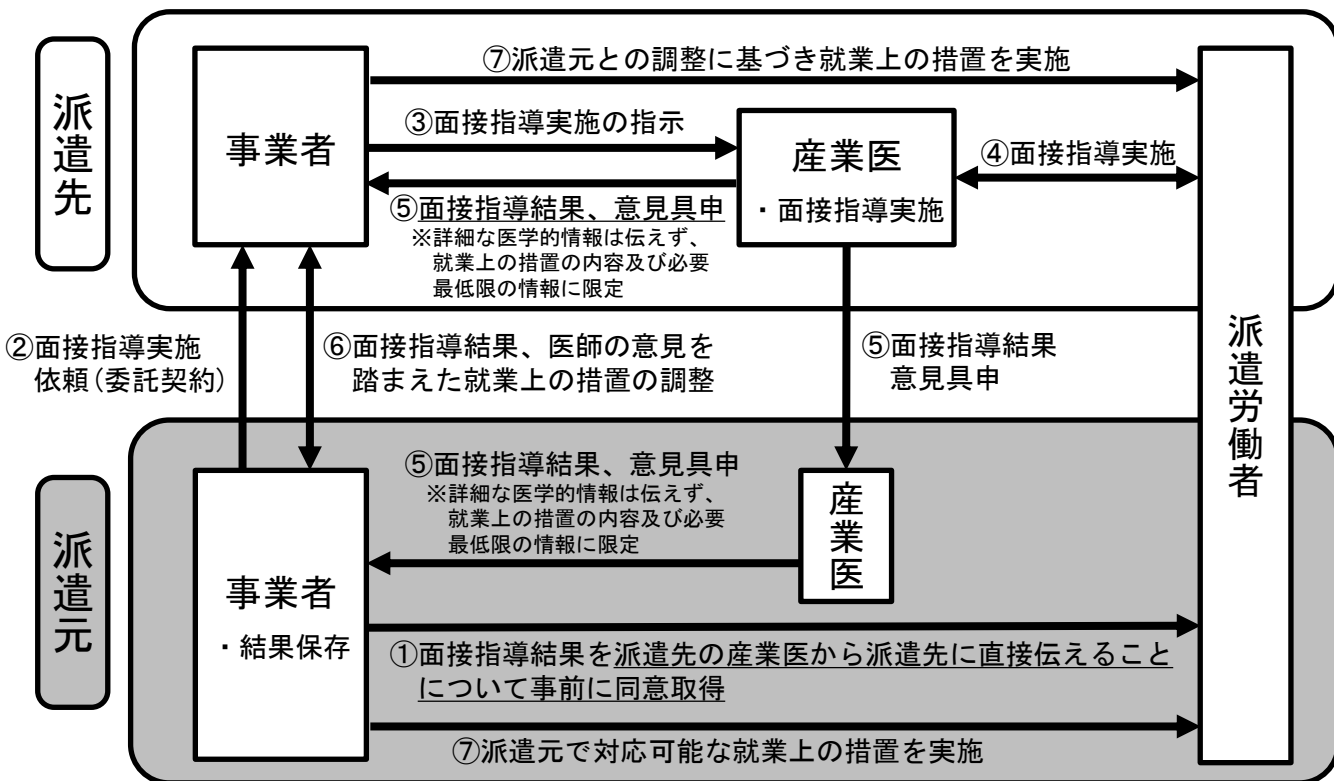 派遣先
事業者
⑦派遣元との調整に基づき就業上の措置を実施
③面接指導実施の指示
産業医
・面接指導実施
④面接指導実施
⑤面接指導結果、意見具申
※詳細な医学的情報は伝えず、
就業上の措置の内容及び必要
最低限の情報に限定
派遣労働者
②面接指導実施
依頼(委託契約)
⑥面接指導結果、医師の意見を
踏まえた就業上の措置の調整
⑤面接指導結果
意見具申
派遣元
事業者
・結果保存
⑤面接指導結果、意見具申
※詳細な医学的情報は伝えず、
就業上の措置の内容及び必要
最低限の情報に限定
産業医
①面接指導結果を派遣先の産業医から派遣先に直接伝えること
について事前に同意取得
⑦派遣元で対応可能な就業上の措置を実施